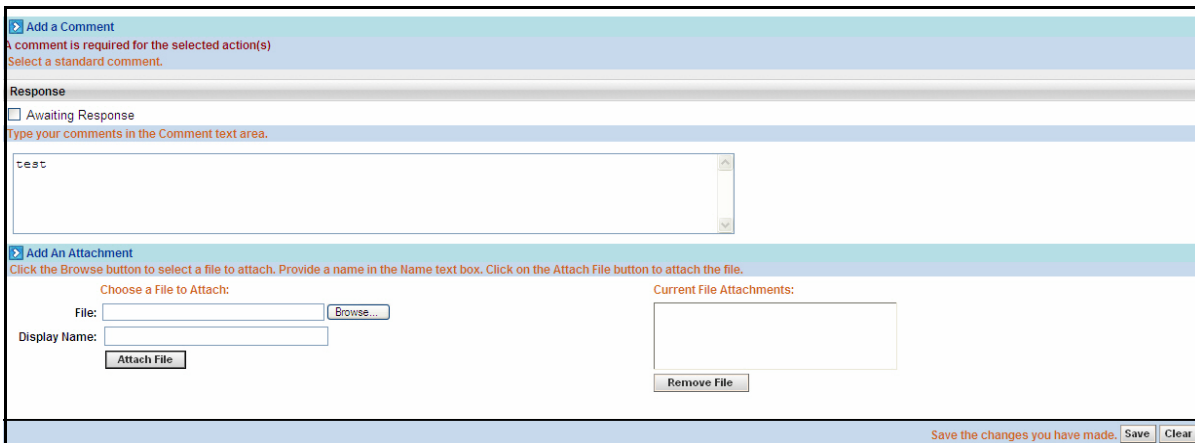 Add a Comment
A comment is required for the selected action(s)
Select a standard comment.
Response
Awaiting Response
Type your comments in the Comment text area.
test
Add An Attachment
Click the Browse button to select a file to attach. Provide a name in the Name text box. Click on the Attach File button to attach the file.
Choose a File to Attach:
Current File Attachments:
File: Browse...
Display Name:
Attach File
Remove File
Save the changes you have made. Save Clear